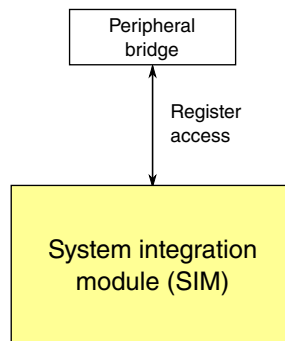 Peripheral
bridge
Register
access
System integration
module (SIM)